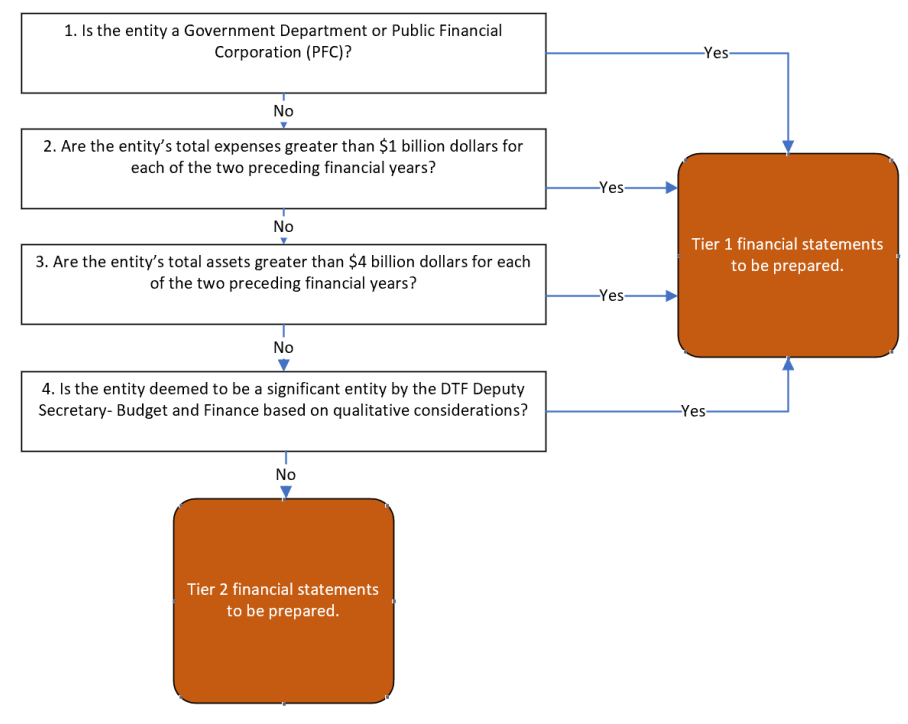 1. Is the entity a Government Department or Public Financial
Corporation (PFC)?
Yes
No
2. Are the entity’s total expenses greater than $1 billion dollars for
each of the two preceding financial years?
Yes
No
3. Are the entity’s total assets greater than $4 billion dollars for each
of the two preceding financial years?
Yes
Tier 1 financial statements
to be prepared.
No
4. Is the entity deemed to be a significant entity by the DTF Deputy
Secretary- Budget and Finance based on qualitative considerations?
Yes
No
Tier 2 financial statements
to be prepared.